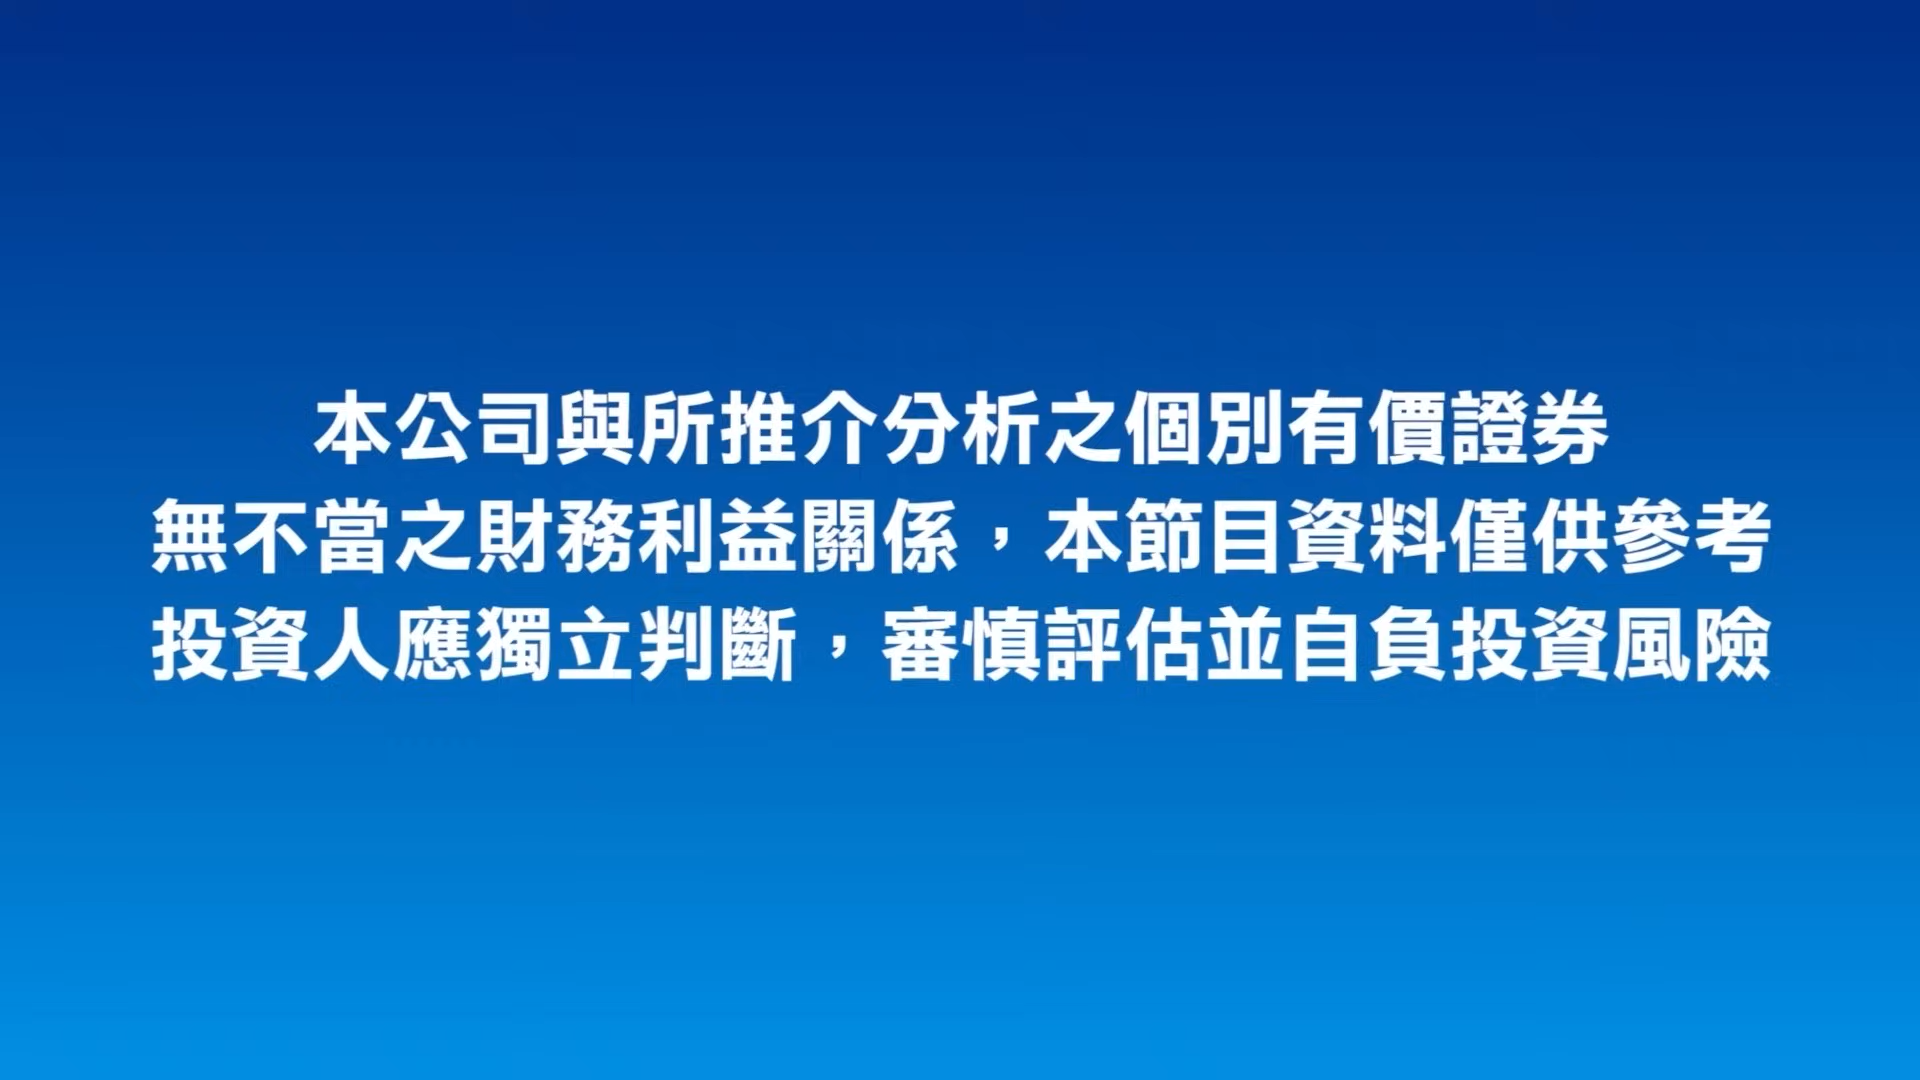 本公司與所推介分析之個別有價證券
無不當之財務利益關係，本節目資料僅供參考
投資人應獨立判斷，審慎評估並自負投資風險